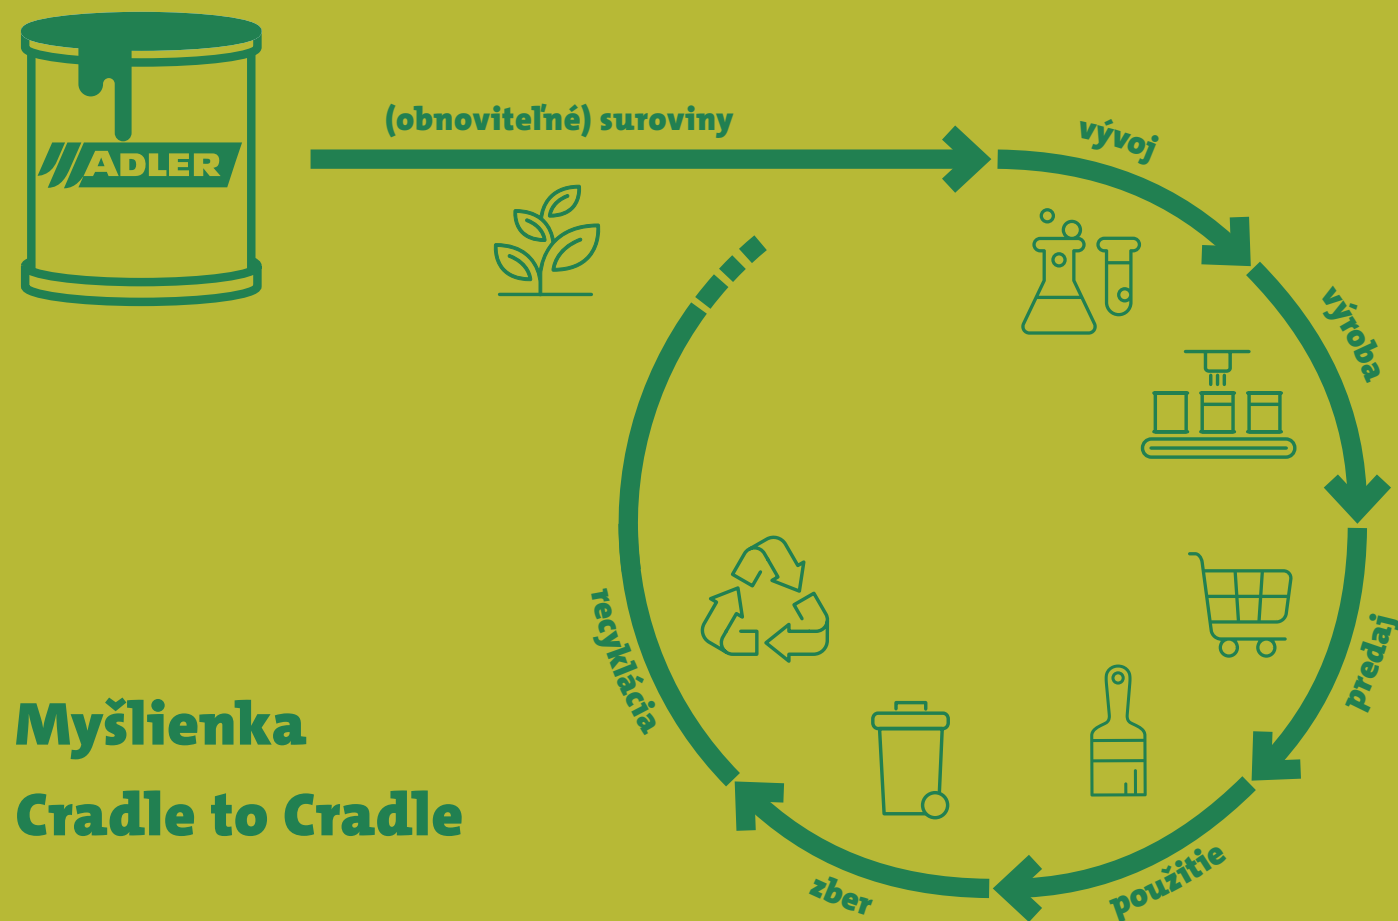 ADLER
(obnoviteľné) suroviny
vývoj
výroba
predaj
použitie
zber
recyklácia
Myšlienka
Cradle to Cradle